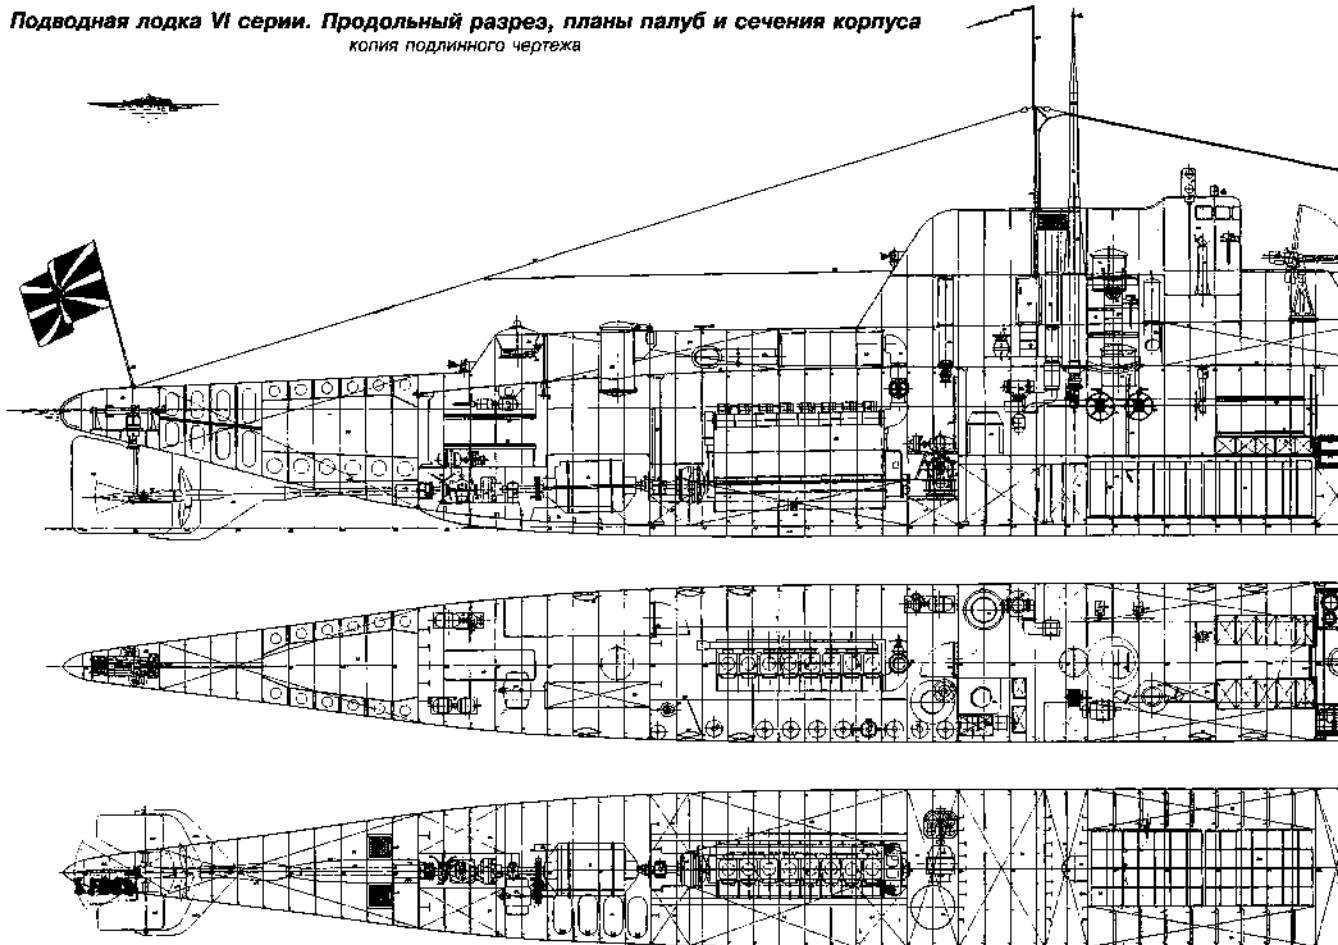 Подводная лодка VI серии. Продольный разрез, планы палуб и сечения корпуса
копия подлинного чертежа